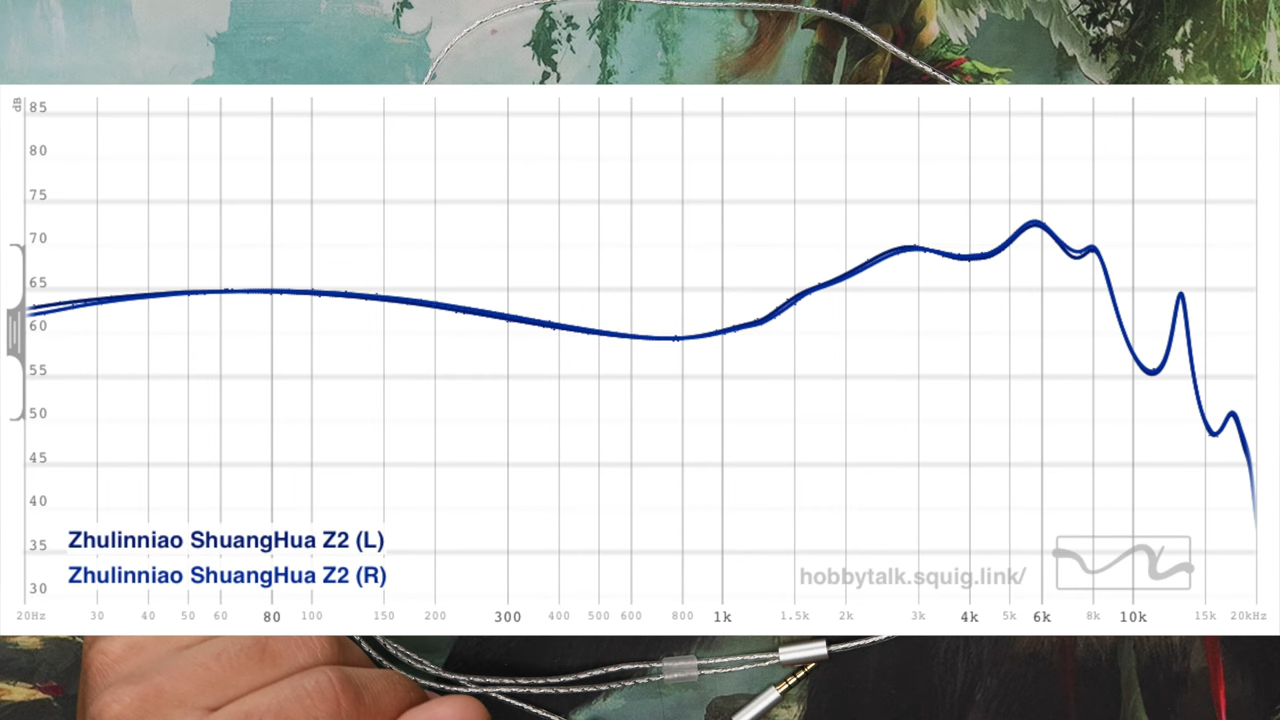 dB
85
80
75
70
65
60
55
50
45
40
35
30
Zhulinniao ShuangHua Z2 (L)
Zhulinniao ShuangHua Z2 (R)
hobbytalk.squig.link/
20Hz 30 40 50 60 80 100 150 200 300 400 500 600 800 1k 1.5k 2k 3k 4k 5k 6k 8k 10k 15k 20kHz